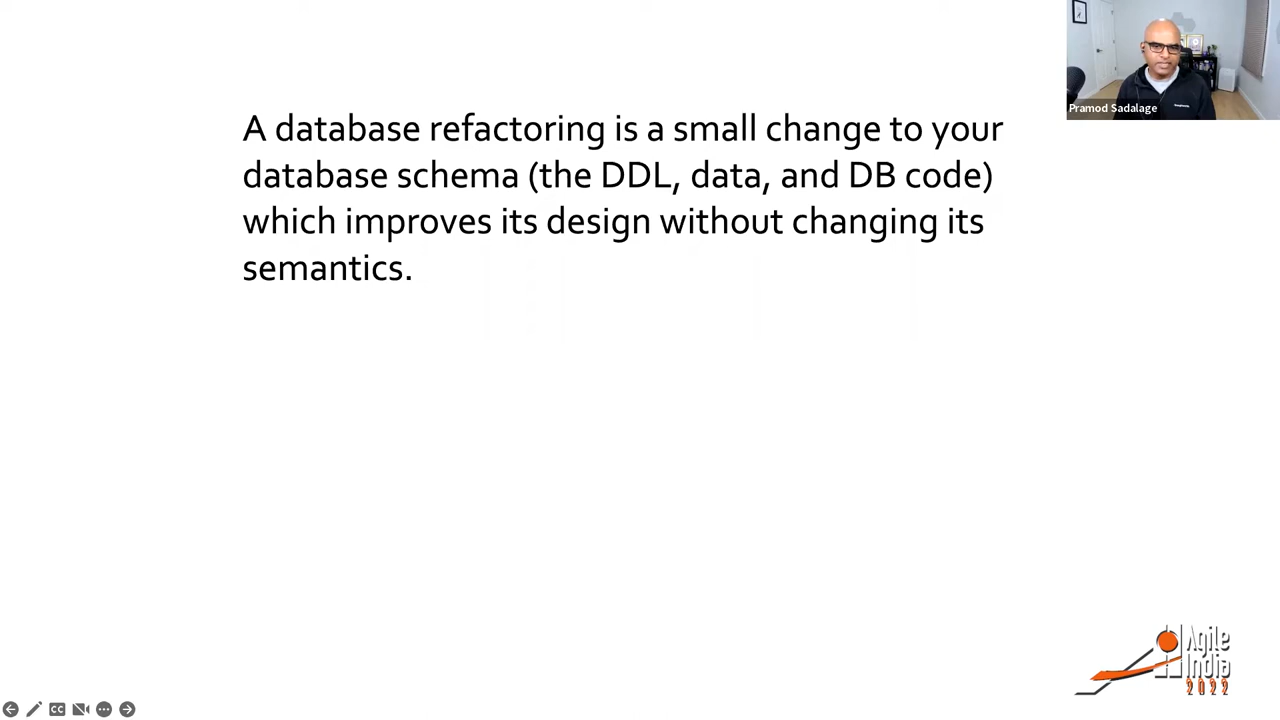 Pramod Sadalage
A database refactoring is a small change to your
database schema (the DDL, data, and DB code)
which improves its design without changing its
semantics.
Agile
India
2022
CC